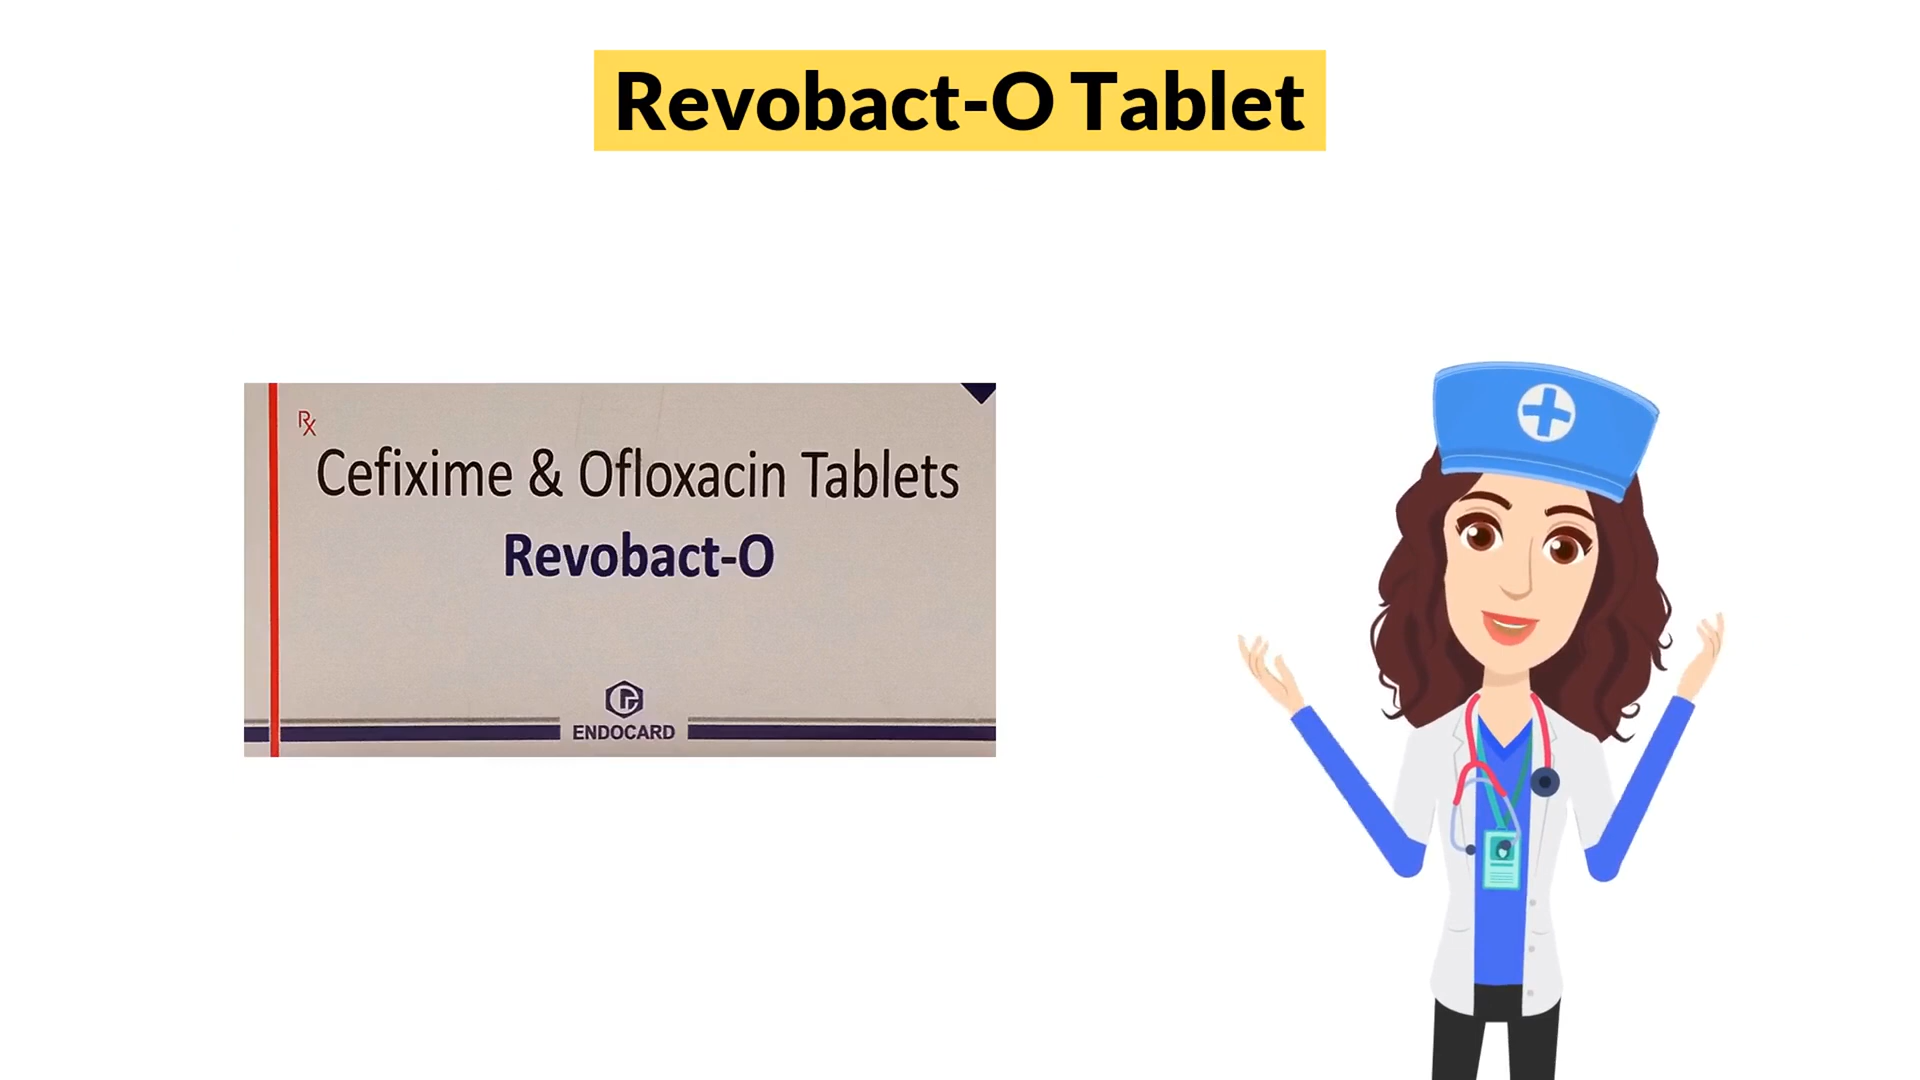 Revobact-O Tablet
Rx
Cefixime & Ofloxacin Tablets
Revobact-O
ENDOCARD